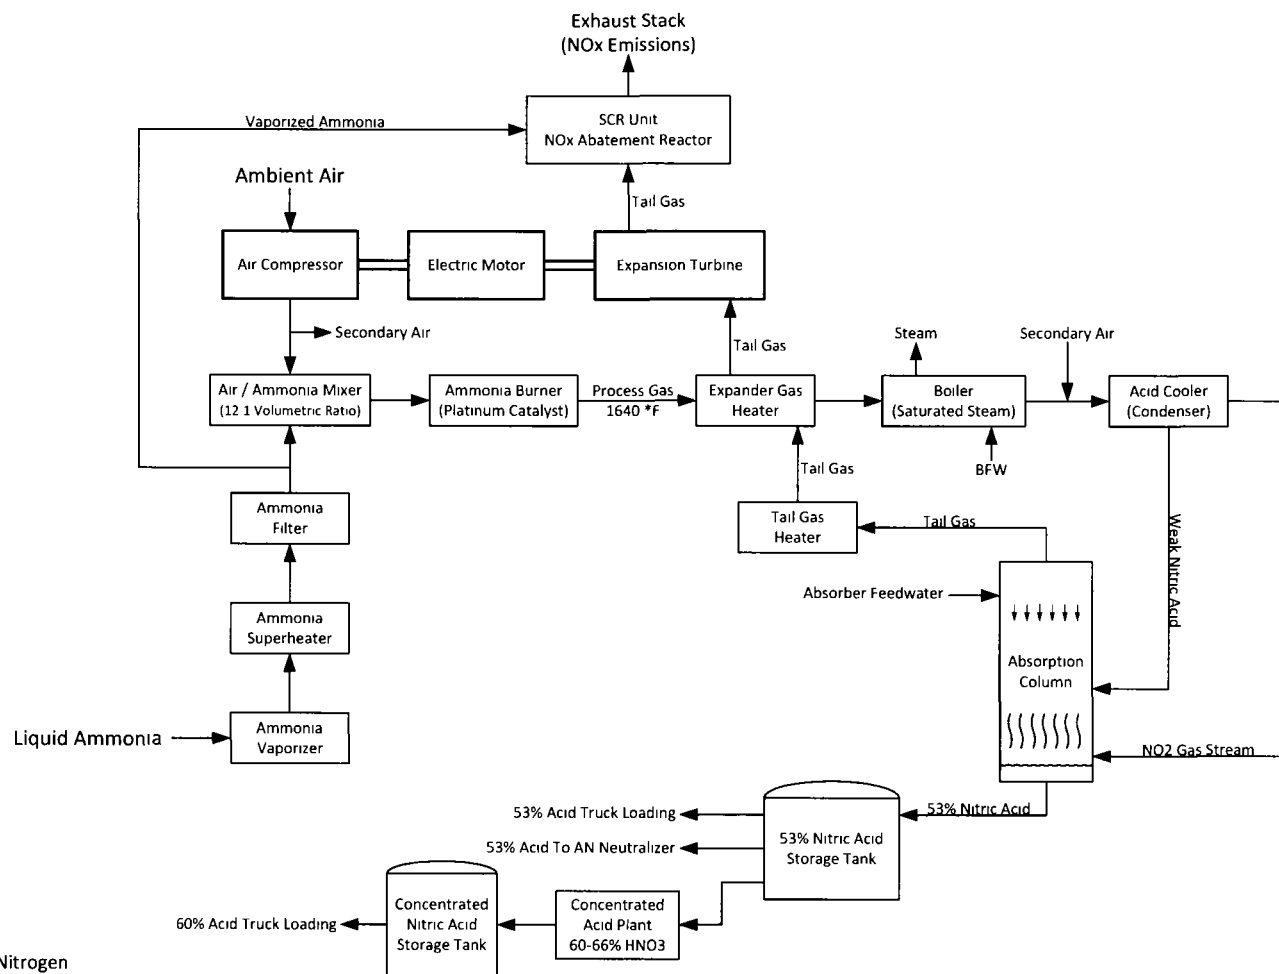 Exhaust Stack
(NOx Emissions)
Vaporized Ammonia
SCR Unit
NOx Abatement Reactor
Ambient Air
Tail Gas
Air Compressor
Electric Motor
Expansion Turbine
Secondary Air
Tail Gas
Steam
Secondary Air
Air / Ammonia Mixer
(12 1 Volumetric Ratio)
Ammonia Burner
(Platinum Catalyst)
Process Gas
1640 *F
Expander Gas
Heater
Boiler
(Saturated Steam)
Acid Cooler
(Condenser)
Tail Gas
BFW
Ammonia
Filter
Tail Gas
Heater
Tail Gas
Weak Nitric Acid
Absorber Feedwater
Ammonia
Superheater
Absorption
Column
Liquid Ammonia
Ammonia
Vaporizer
NO2 Gas Stream
53% Acid Truck Loading
53% Nitric Acid
53% Acid To AN Neutralizer
53% Nitric Acid
Storage Tank
60% Acid Truck Loading
Concentrated
Nitric Acid
Storage Tank
Concentrated
Acid Plant
60-66% HNO3
Nitrogen